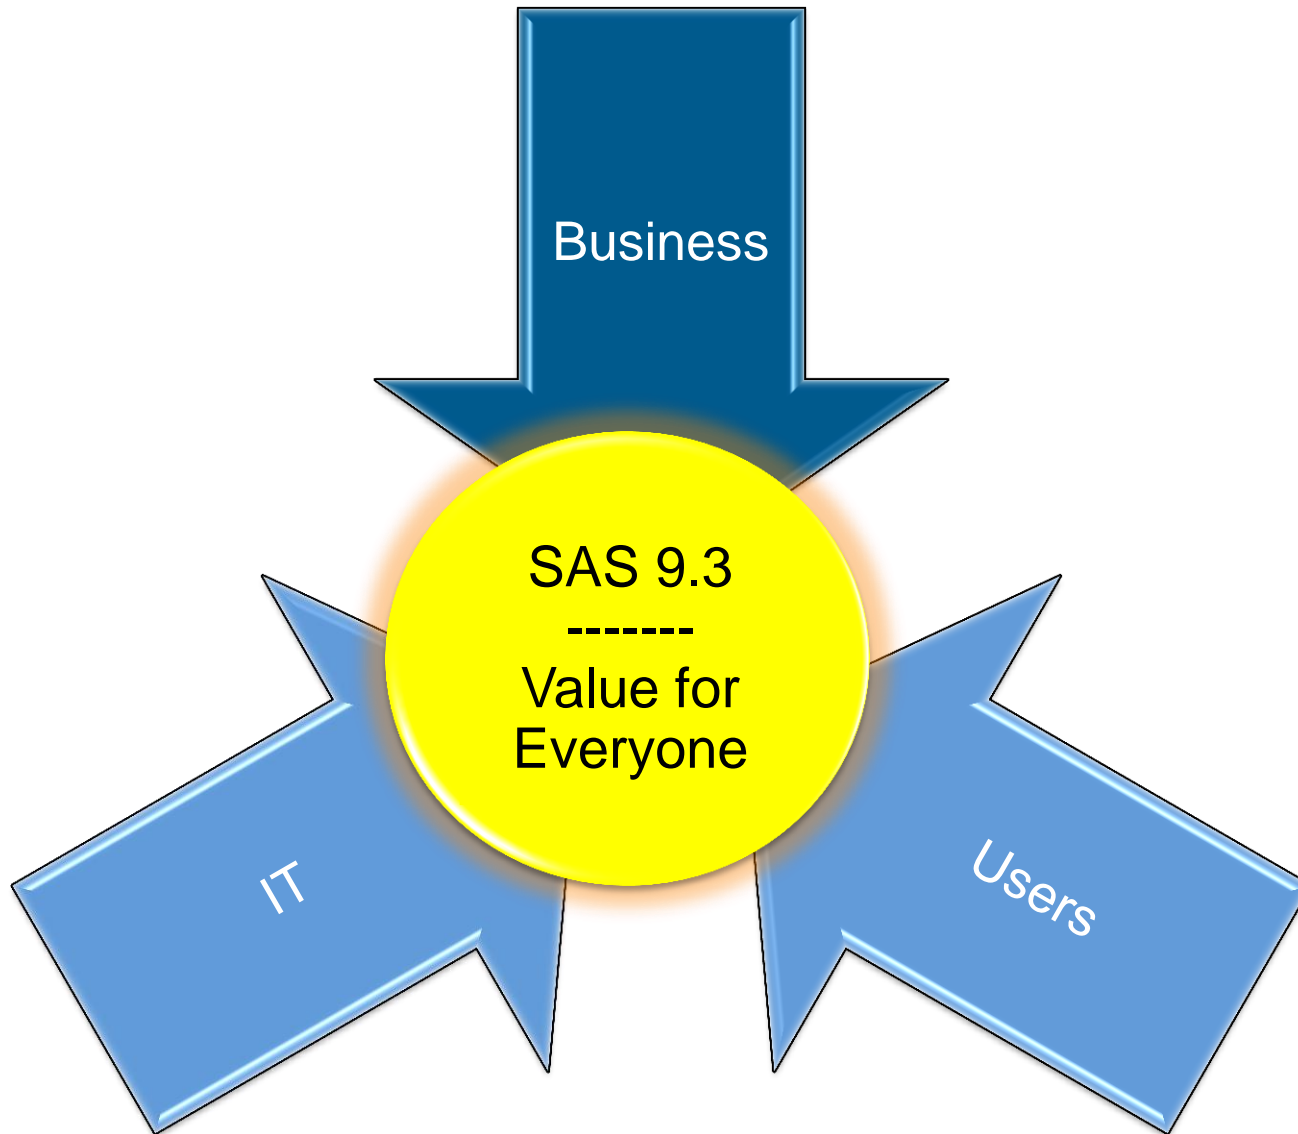 Business
SAS 9.3
-------
Value for
Everyone
IT
Users